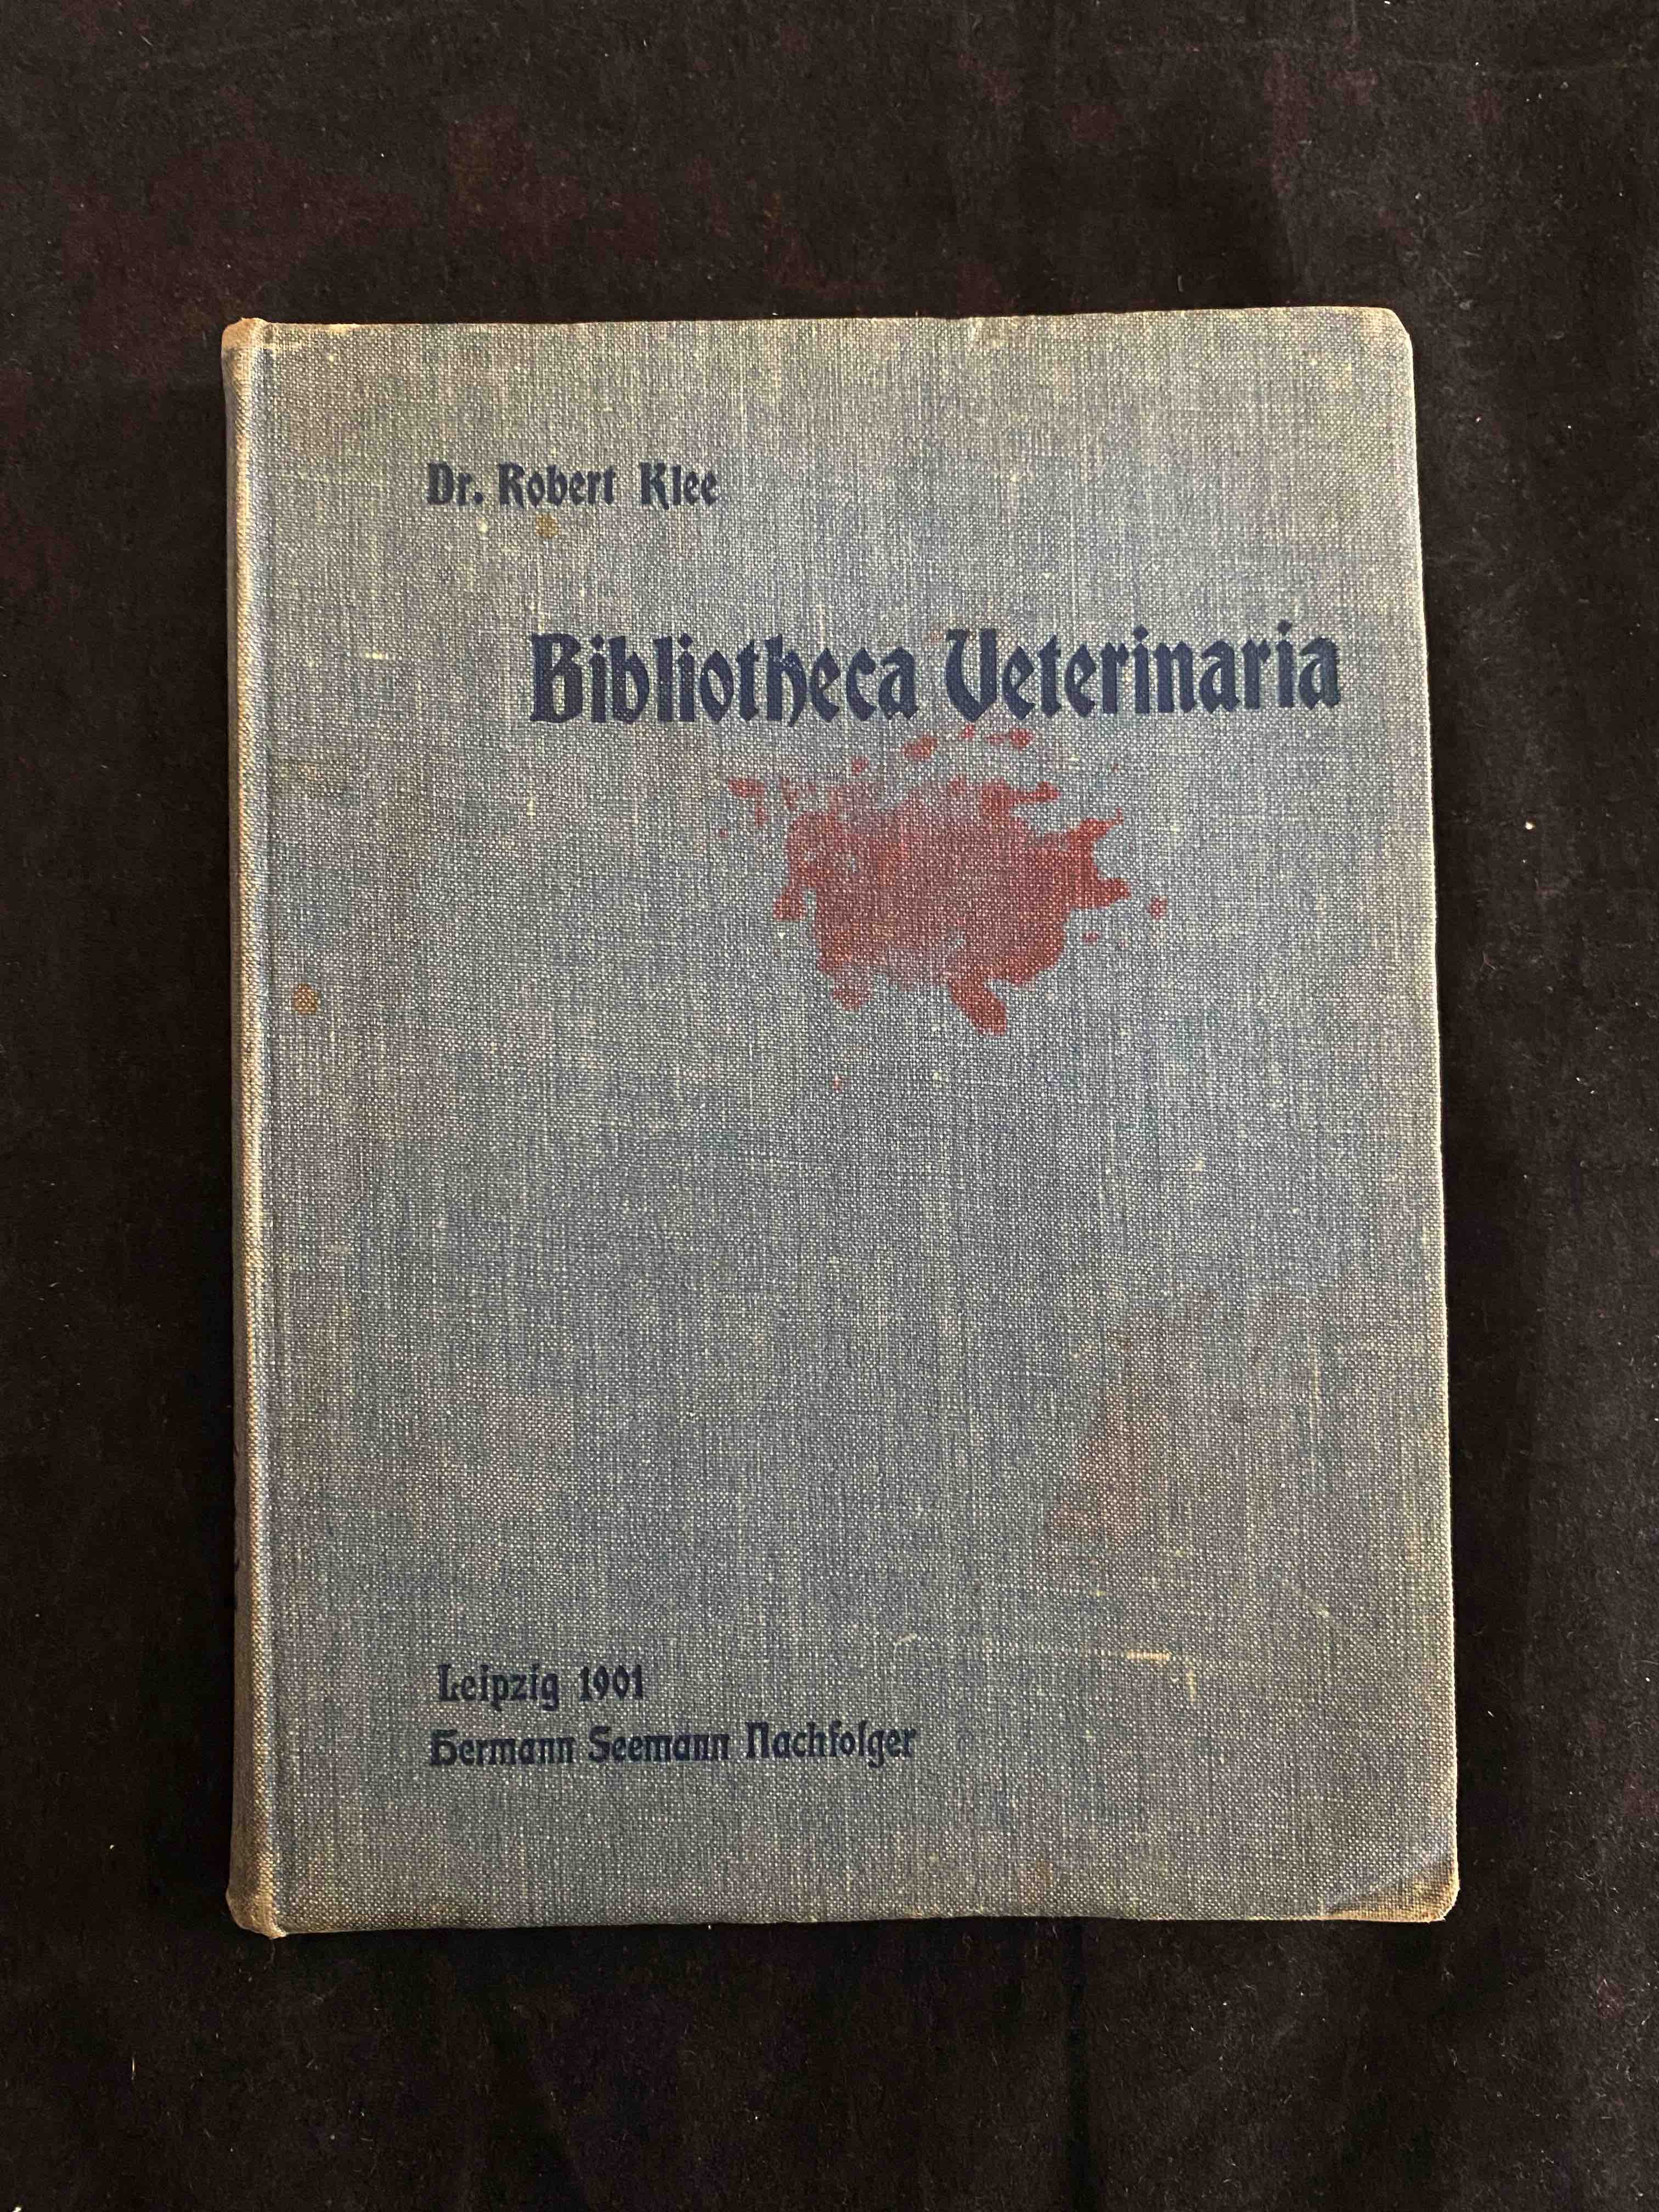 Dr. Robert Klee
Bibliotheca Veterinaria
Leipzig 1901
Hermann Seemann Nachfolger